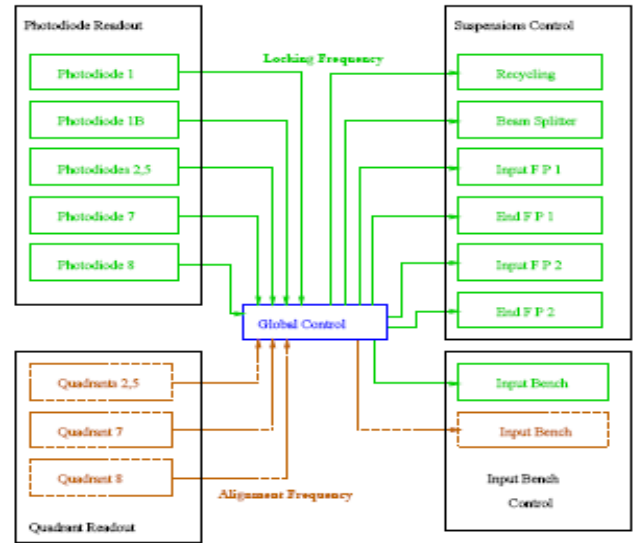 Photodiode Readout
Photodiode 1
Photodiode 1B
Photodiodes 2,5
Photodiode 7
Photodiode 8
Locking Frequency
Suspensions Control
Recycling
Beam Splitter
Input F P 1
End F P 1
Input F P 2
End F P 2
Global Control
Quadrants 2,5
Quadrant 7
Quadrant 8
Quadrant Readout
Alignment Frequency
Input Bench
Input Bench
Input Bench
Control